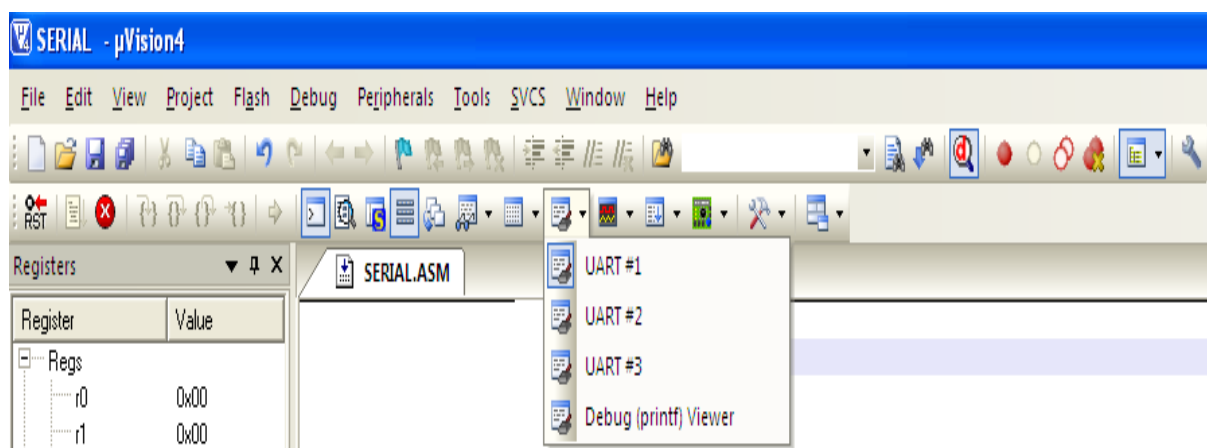 SERIAL - µVision4
File Edit View Project Flash Debug Peripherals Tools SVCS Window Help
RST
Registers
SERIAL.ASM
UART #1
Register Value
UART #2
Regs
UART #3
r0 0x00
Debug (printf) Viewer
r1 0x00